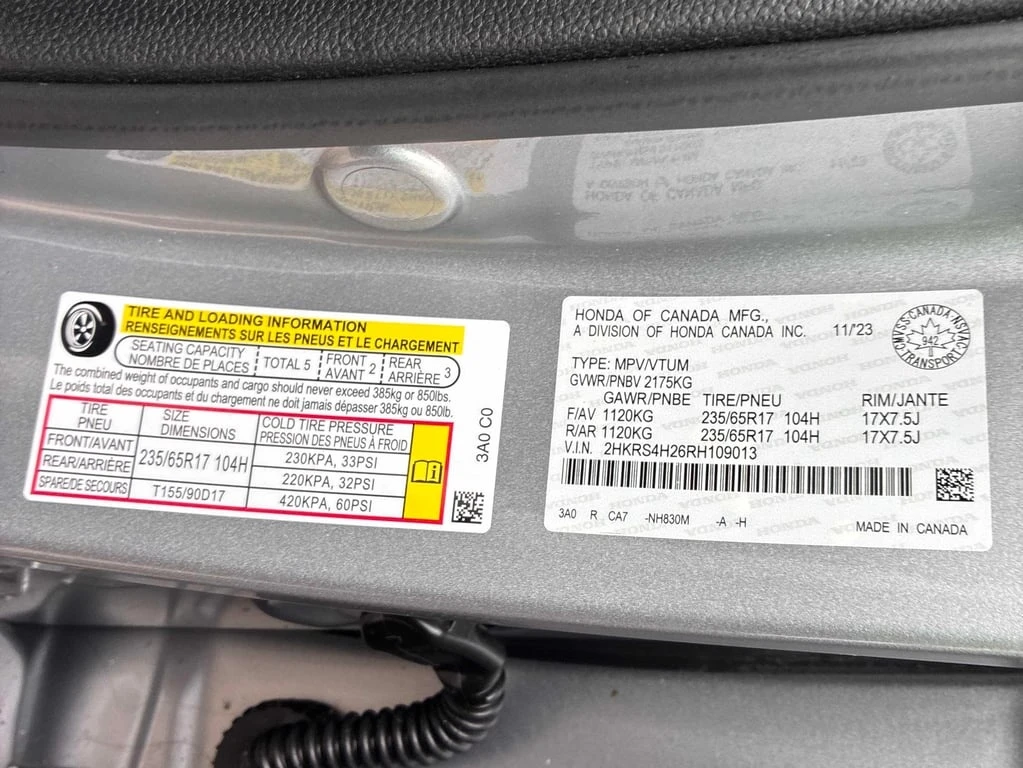 TIRE AND LOADING INFORMATION
RENSEIGNEMENTS SUR LES PNEUS ET LE CHARGEMENT
SEATING CAPACITY
NOMBRE DE PLACES
TOTAL 5
FRONT
AVANT 2
REAR
ARRIÈRE 3
The combined weight of occupants and cargo should never exceed 385kg or 850lbs.
Le poids total des occupants et du chargement ne doit jamais dépasser 385kg ou 850lb.
TIRE
PNEU
SIZE
DIMENSIONS
COLD TIRE PRESSURE
PRESSION DES PNEUS À FROID
FRONT/AVANT
235/65R17 104H
230KPA, 33PSI
REAR/ARRIÈRE
220KPA, 32PSI
SPARE/DE SECOURS
T155/90D17
420KPA, 60PSI
3A0 C0
HONDA OF CANADA MFG.,
A DIVISION OF HONDA CANADA INC. 11/23
TYPE: MPV/VTUM
GVWR/PNBV 2175KG
GAWR/PNBE TIRE/PNEU RIM/JANTE
F/AV 1120KG 235/65R17 104H 17X7.5J
R/AR 1120KG 235/65R17 104H 17X7.5J
V.I.N. 2HKRS4H26RH109013
3A0 R CA7 -NH830M -A -H
MADE IN CANADA
CMVSS·CANADA·NSVAC
942
TRANSPORT